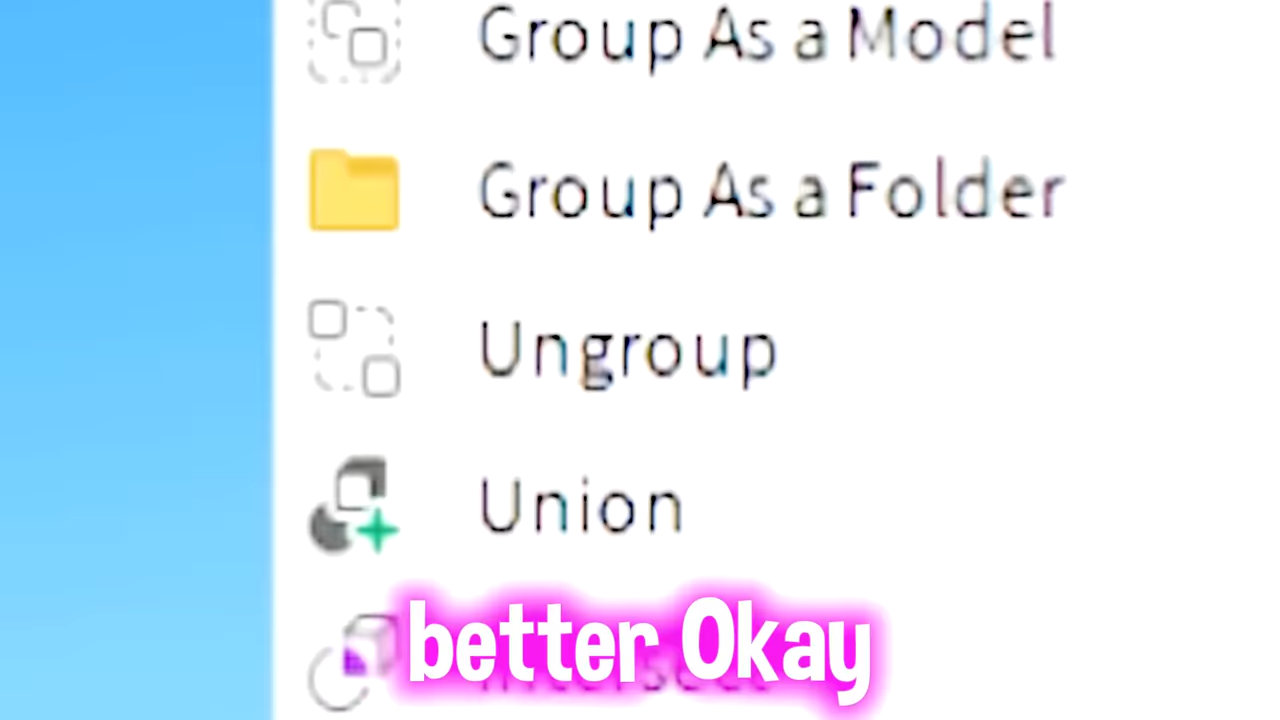 Group As a Model
Group As a Folder
Ungroup
Union
better Okay